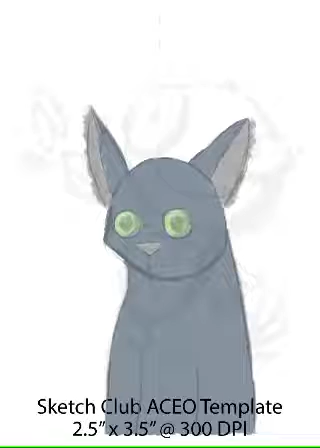 Sketch Club ACEO Template
2.5” x 3.5” @ 300 DPI